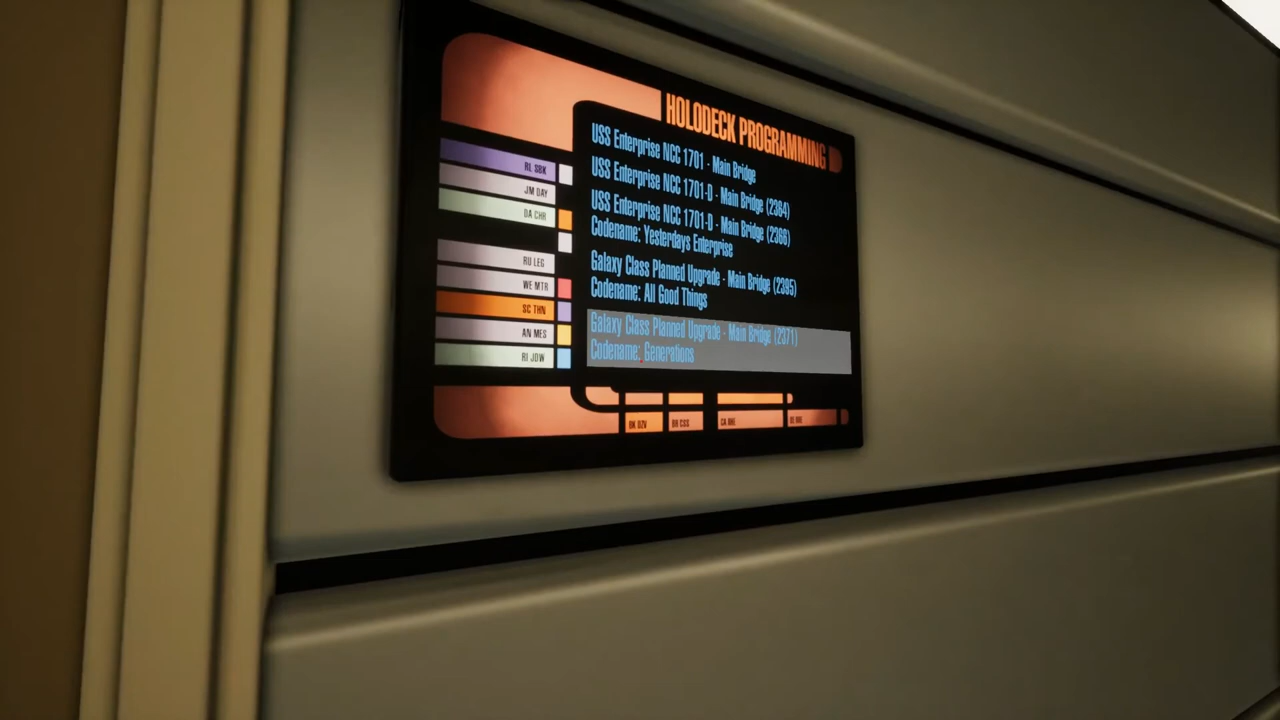 HOLODECK PROGRAMMING
USS Enterprise NCC 1701 - Main Bridge
USS Enterprise NCC 1701-D - Main Bridge (2364)
USS Enterprise NCC 1701-D - Main Bridge (2366)
Codename: Yesterdays Enterprise
Galaxy Class Planned Upgrade - Main Bridge (2395)
Codename: All Good Things
Galaxy Class Planned Upgrade - Main Bridge (2371)
Codename: Generations
RL SBK
JM DAY
DA CHR
RU LEG
WE MTR
SC THN
AN MES
RI JOW
BR CSS